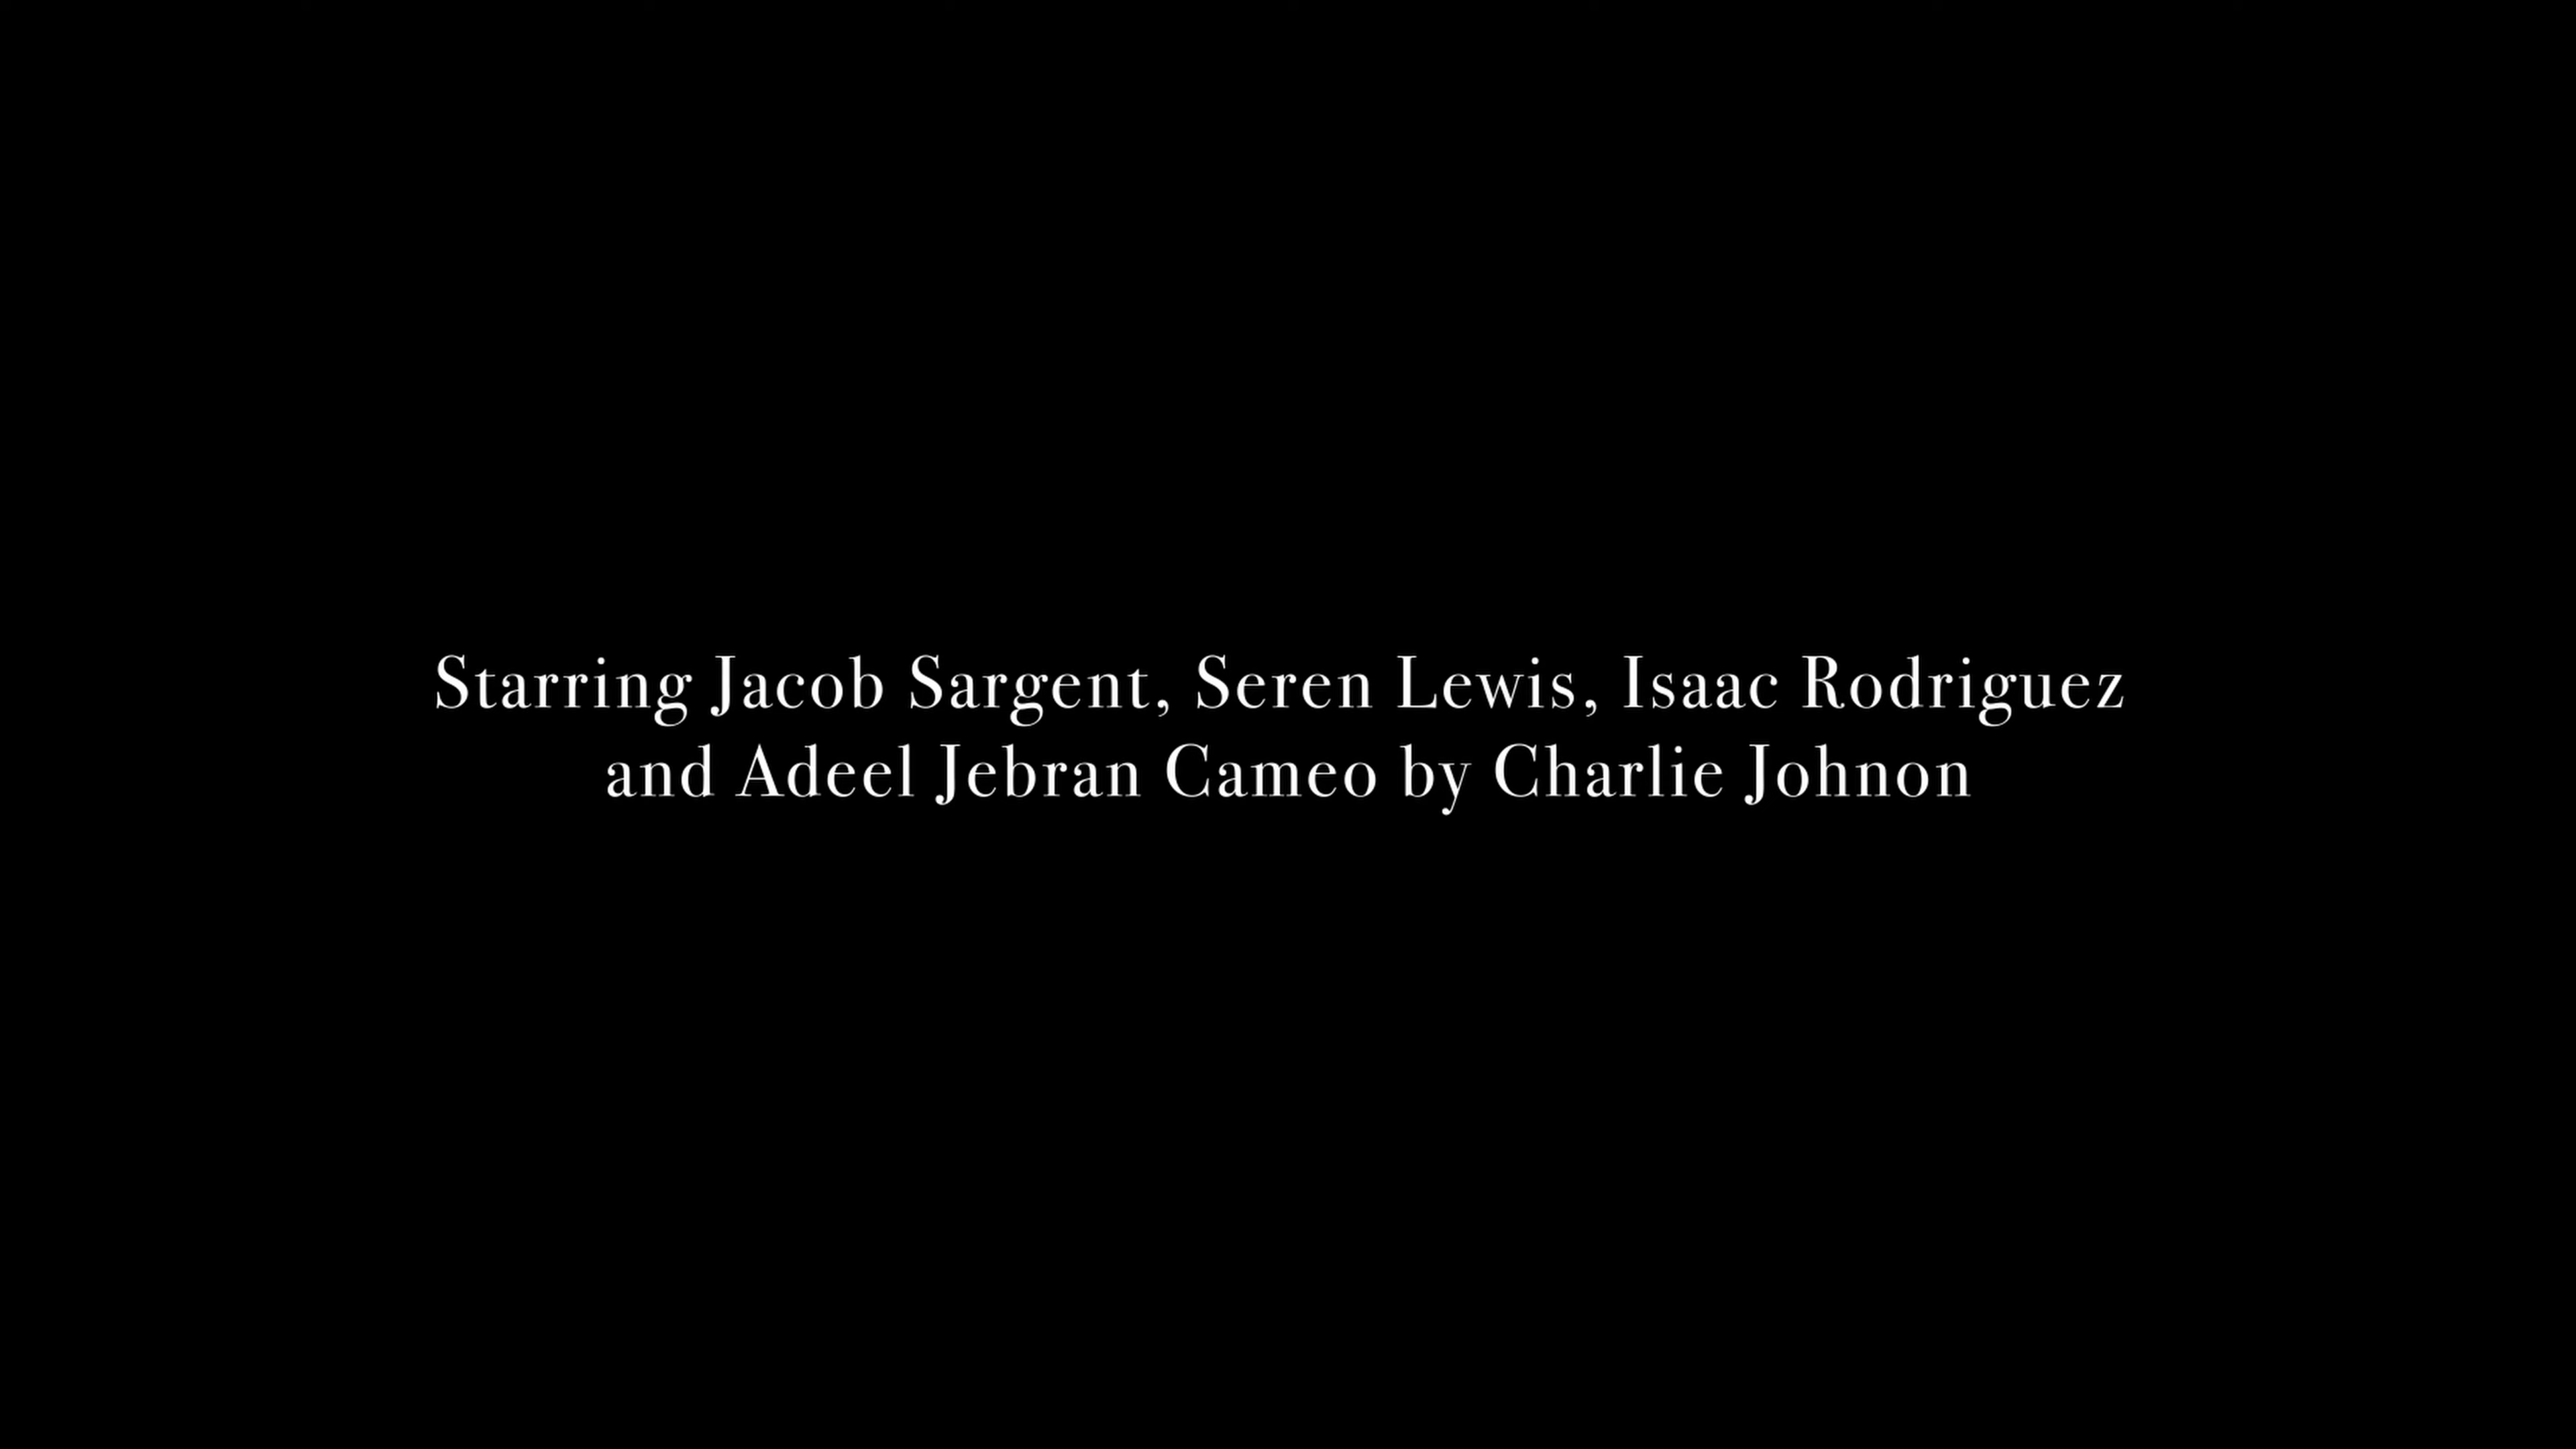 Starring Jacob Sargent, Seren Lewis, Isaac Rodriguez
and Adeel Jebran Cameo by Charlie Johnon